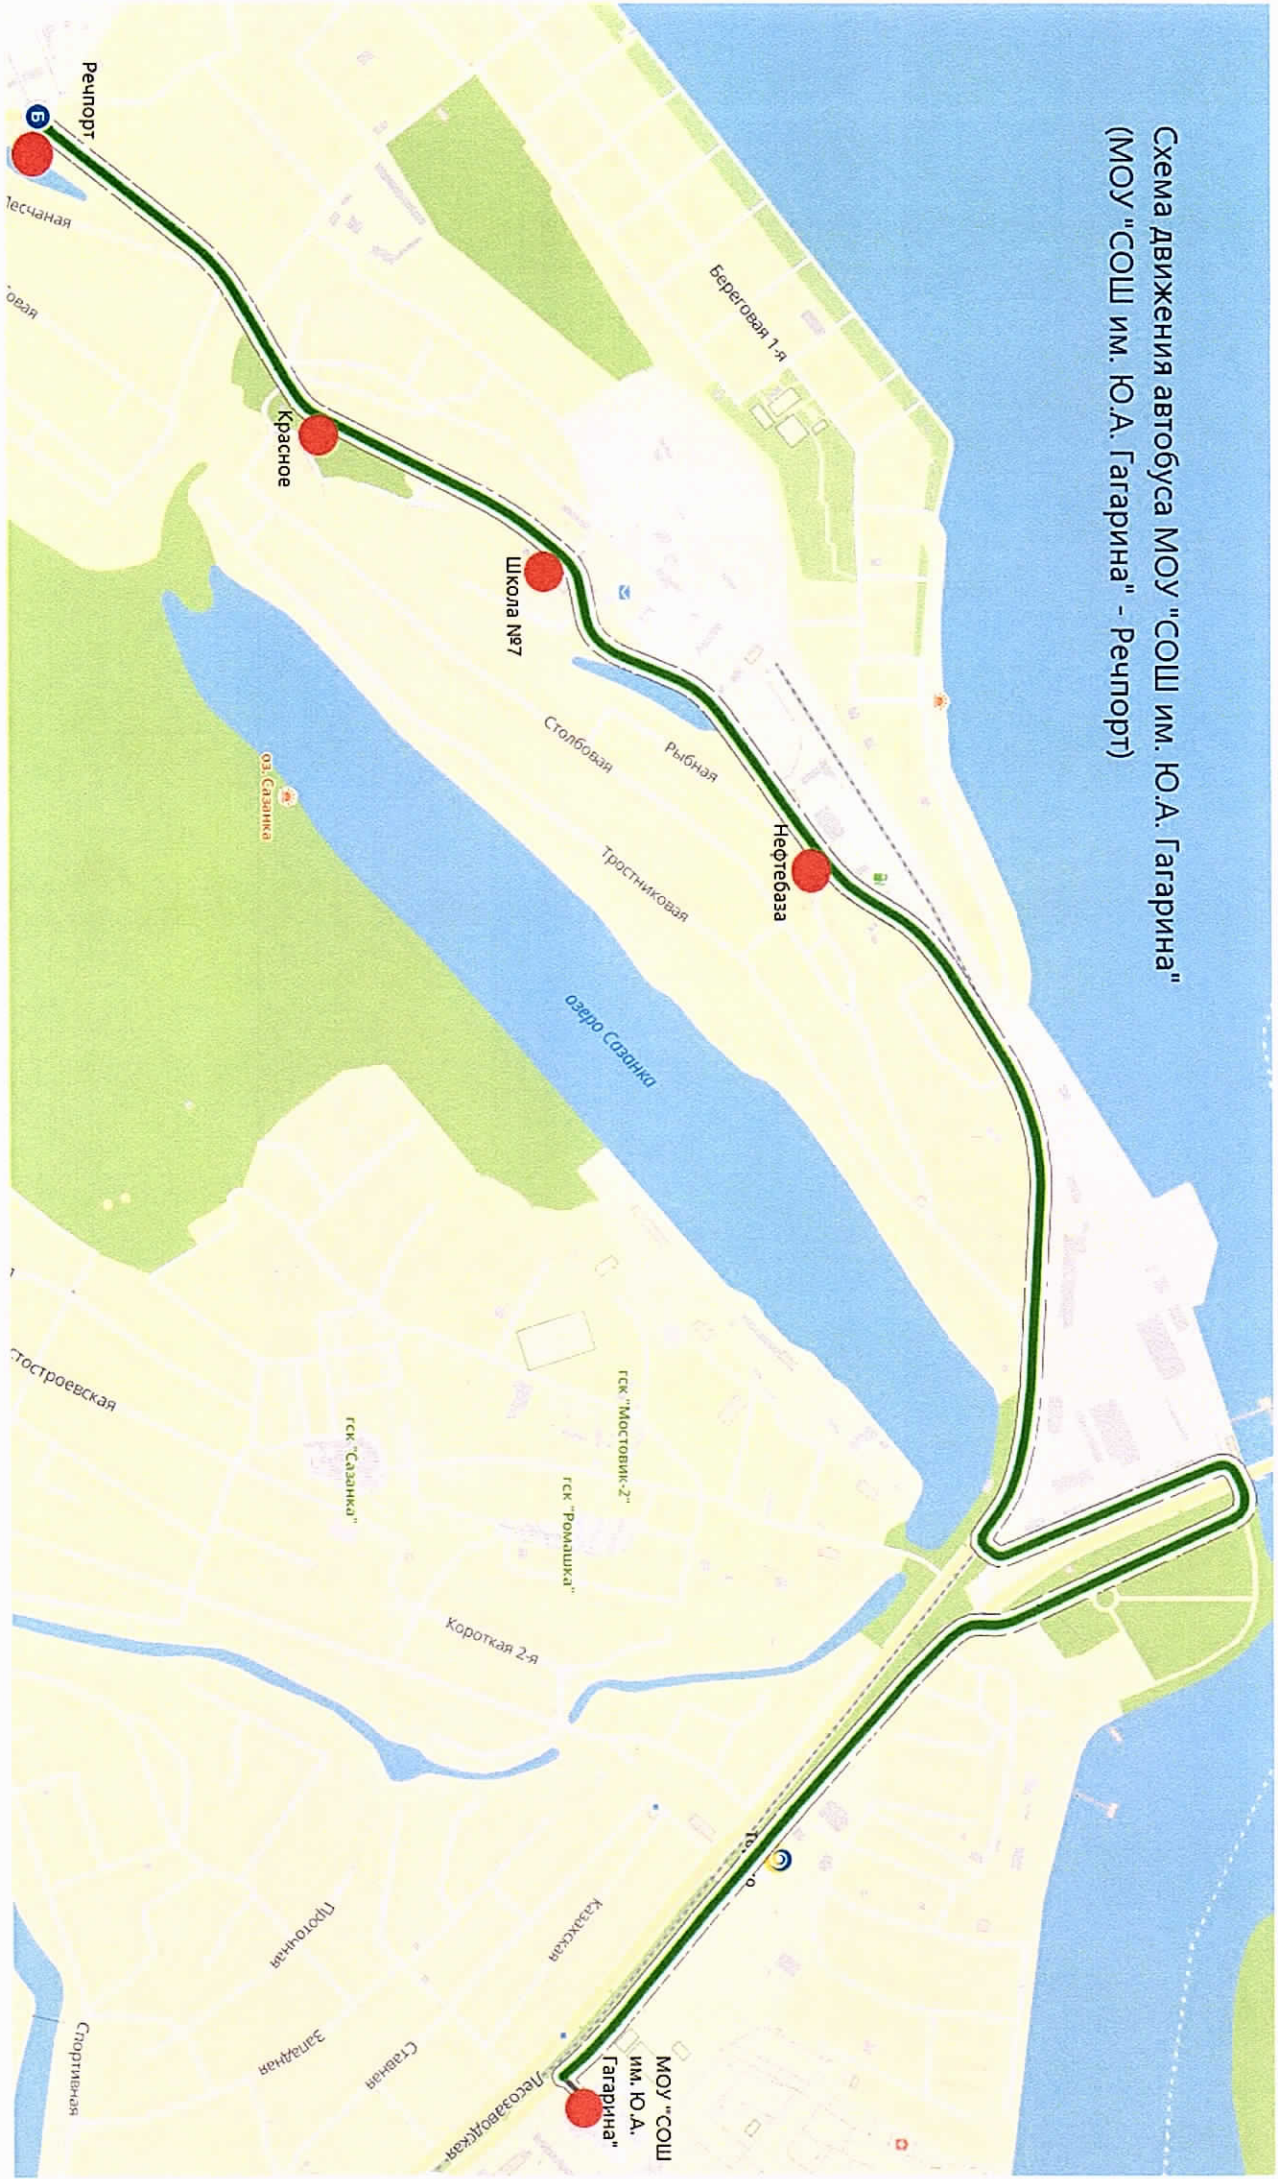 Схема движения автобуса МОУ "СОШ им. Ю.А. Гагарина"
(МОУ "СОШ им. Ю.А. Гагарина" - Речпорт)
Речпорт
Б
Береговая 1-я
Красное
Школа №7
Рыбная
Столбовая
Тростниковая
Нефтебаза
оз. Сазанка
озеро Сазанка
гск "Мостовик-2"
гск "Ромашка"
гск "Сазанка"
Короткая 2-я
Казахская
Проточная
Западная
Ставная
Спортивная
Лесозаводская
МОУ "СОШ
им. Ю.А.
Гагарина"